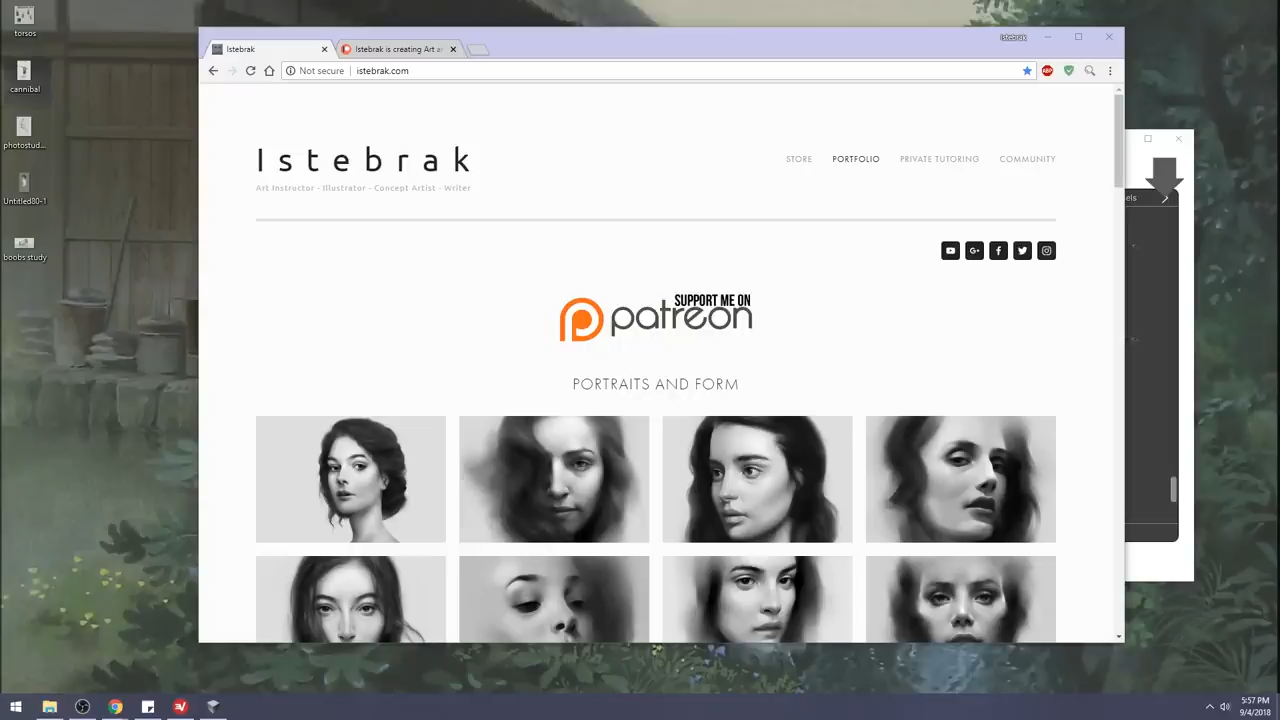 torsos
cannibal
photostud...
Untitled80-1
boobs study
Istebrak
Istebrak is creating Art a
Istebrak
Not secure
istebrak.com
ABP
Istebrak
Art Instructor - Illustrator - Concept Artist - Writer
STORE
PORTFOLIO
PRIVATE TUTORING
COMMUNITY
G+
SUPPORT ME ON
patreon
PORTRAITS AND FORM
els
5:57 PM
9/4/2018